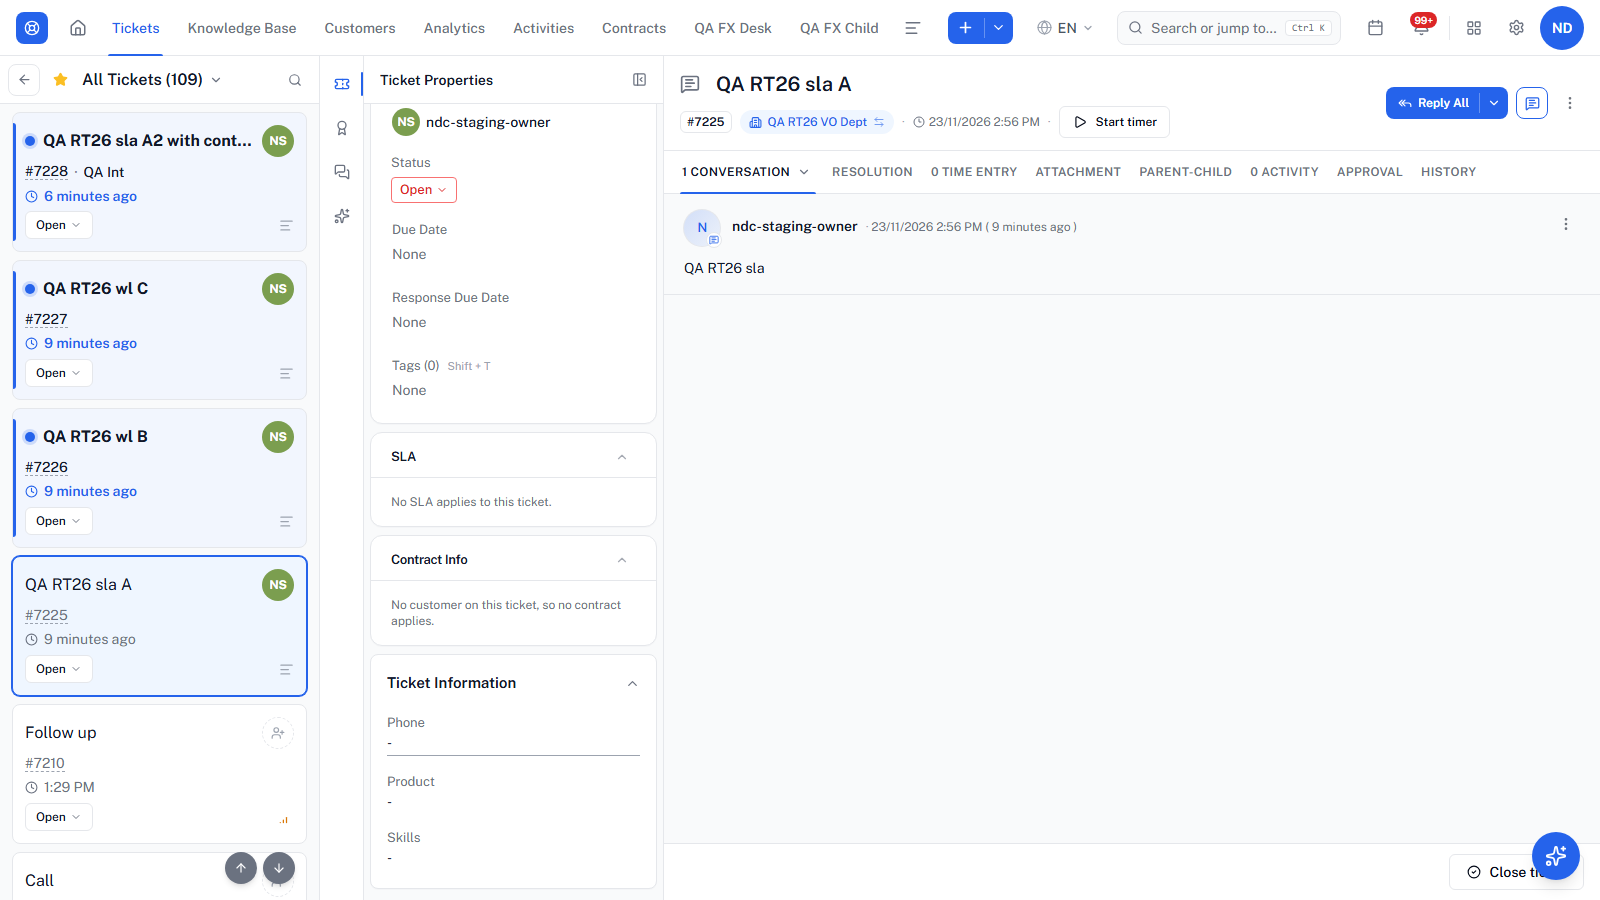 Tickets
Knowledge Base
Customers
Analytics
Activities
Contracts
QA FX Desk
QA FX Child
EN
Search or jump to...
Ctrl K
99+
ND
All Tickets (109)
QA RT26 sla A2 with cont...
NS
#7228 · QA Int
6 minutes ago
Open
QA RT26 wl C
NS
#7227
9 minutes ago
Open
QA RT26 wl B
NS
#7226
9 minutes ago
Open
QA RT26 sla A
NS
#7225
9 minutes ago
Open
Follow up
#7210
1:29 PM
Open
Call
Ticket Properties
NS
ndc-staging-owner
Status
Open
Due Date
None
Response Due Date
None
Tags (0) Shift + T
None
SLA
No SLA applies to this ticket.
Contract Info
No customer on this ticket, so no contract
applies.
Ticket Information
Phone
-
Product
-
Skills
-
QA RT26 sla A
#7225
QA RT26 VO Dept
· 23/11/2026 2:56 PM ·
Start timer
Reply All
1 CONVERSATION
RESOLUTION
0 TIME ENTRY
ATTACHMENT
PARENT-CHILD
0 ACTIVITY
APPROVAL
HISTORY
N
ndc-staging-owner · 23/11/2026 2:56 PM ( 9 minutes ago )
QA RT26 sla
Close